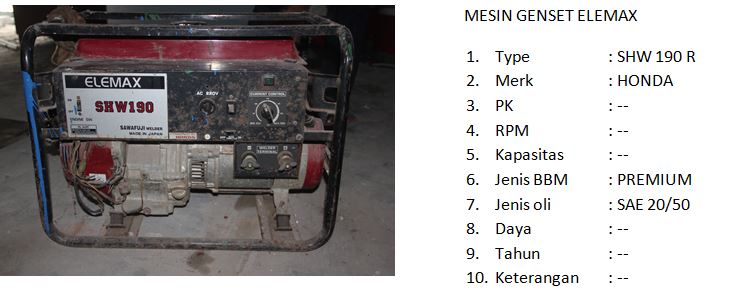 MESIN GENSET ELEMAX
1. Type : SHW 190 R
2. Merk : HONDA
3. PK : --
4. RPM : --
5. Kapasitas : --
6. Jenis BBM : PREMIUM
7. Jenis oli : SAE 20/50
8. Daya : --
9. Tahun : --
10. Keterangan : --
ELEMAX
SHW190
SAWAFUJI WELDER
MADE IN JAPAN
HONDA
AC 220V
CURRENT CONTROL
WELDER
TERMINAL